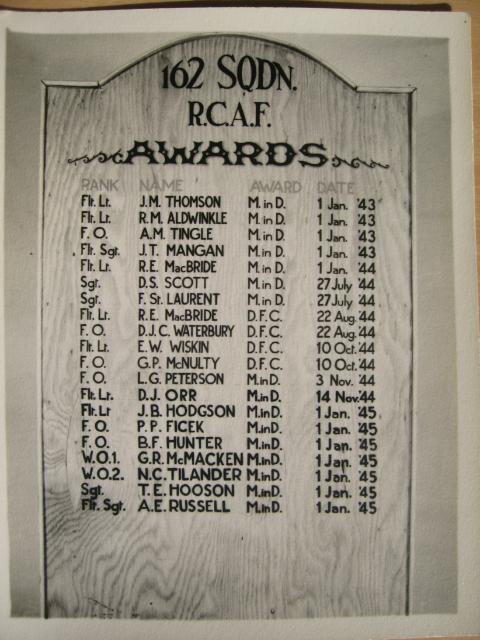 162 SQDN.
R.C.A.F.
AWARDS
RANK NAME AWARD DATE
Flt. Lt. J.M. THOMSON M. in D. 1 Jan. '43
Flt. Lt. R.M. ALDWINKLE M. in D. 1 Jan. '43
F. O. A.M. TINGLE M. in D. 1 Jan. '43
Flt. Sgt. J.T. MANGAN M. in D. 1 Jan. '43
Flt. Lt. R.E. MacBRIDE M. in D. 1 Jan. '44
Sgt. D.S. SCOTT M. in D. 27 July '44
Sgt. F. St. LAURENT M. in D. 27 July '44
Flt. Lt. R.E. MacBRIDE D.F.C. 22 Aug. '44
F. O. D.J.C. WATERBURY D.F.C. 22 Aug. '44
Flt. Lt. E.W. WISKIN D.F.C. 10 Oct. '44
F. O. G.P. McNULTY D.F.C. 10 Oct. '44
F. O. L.G. PETERSON M. in D. 3 Nov. '44
Flt. Lt. D.J. ORR M. in D. 14 Nov. '44
Flt. Lt J.B. HODGSON M. in D. 1 Jan. '45
F. O. P.P. FICEK M. in D. 1 Jan. '45
F. O. B.F. HUNTER M. in D. 1 Jan. '45
W.O.1. G.R. McMACKEN M. in D. 1 Jan. '45
W.O.2. N.C. TILANDER M. in D. 1 Jan. '45
Sgt. T.E. HOOSON M. in D. 1 Jan. '45
Flt. Sgt. A.E. RUSSELL M. in D. 1 Jan. '45